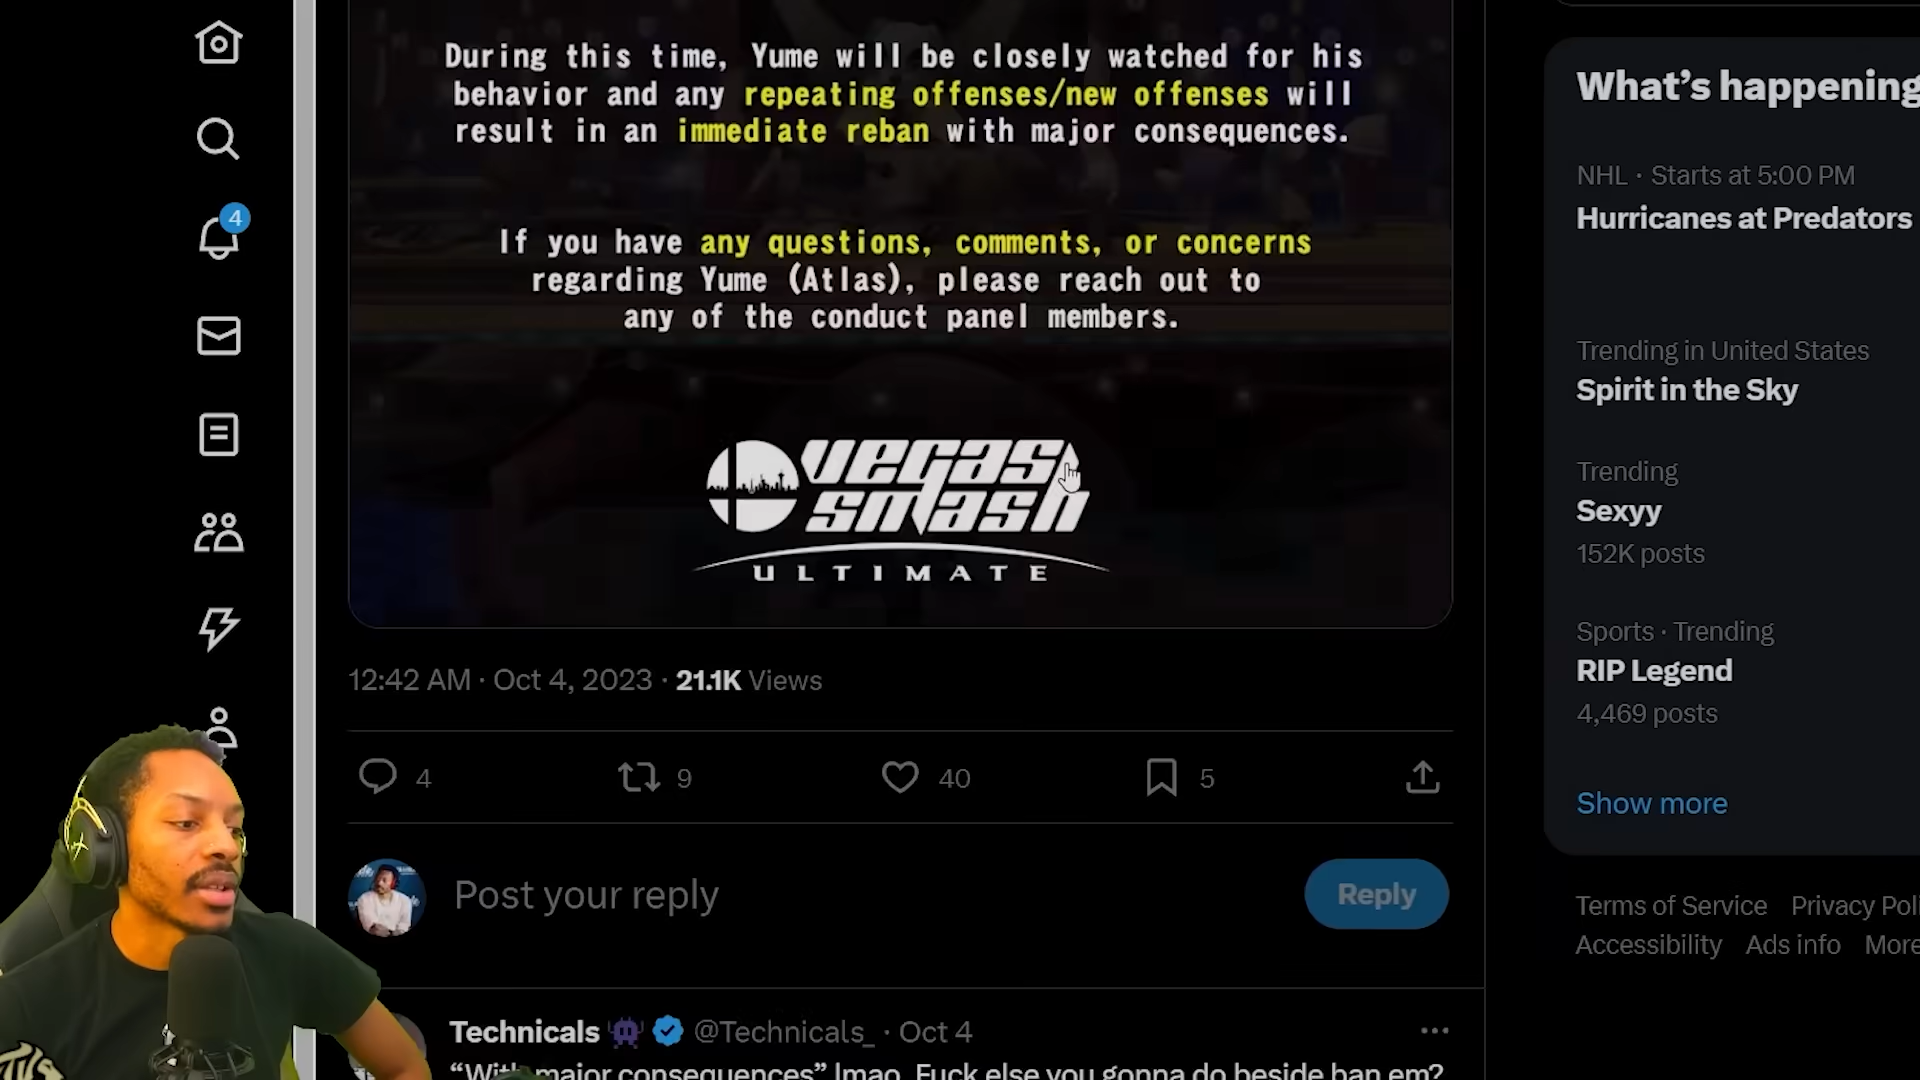 During this time, Yume will be closely watched for his
behavior and any repeating offenses/new offenses will
result in an immediate reban with major consequences.
If you have any questions, comments, or concerns
regarding Yume (Atlas), please reach out to
any of the conduct panel members.
vegas
smash
ULTIMATE
12:42 AM · Oct 4, 2023 · 21.1K Views
4
9
40
5
Post your reply
Reply
Technicals @Technicals_ · Oct 4
“With major consequences” lmao. Fuck else you gonna do beside ban em?
4
What’s happening
NHL · Starts at 5:00 PM
Hurricanes at Predators
Trending in United States
Spirit in the Sky
Trending
Sexyy
152K posts
Sports · Trending
RIP Legend
4,469 posts
Show more
Terms of Service Privacy Poli
Accessibility Ads info More